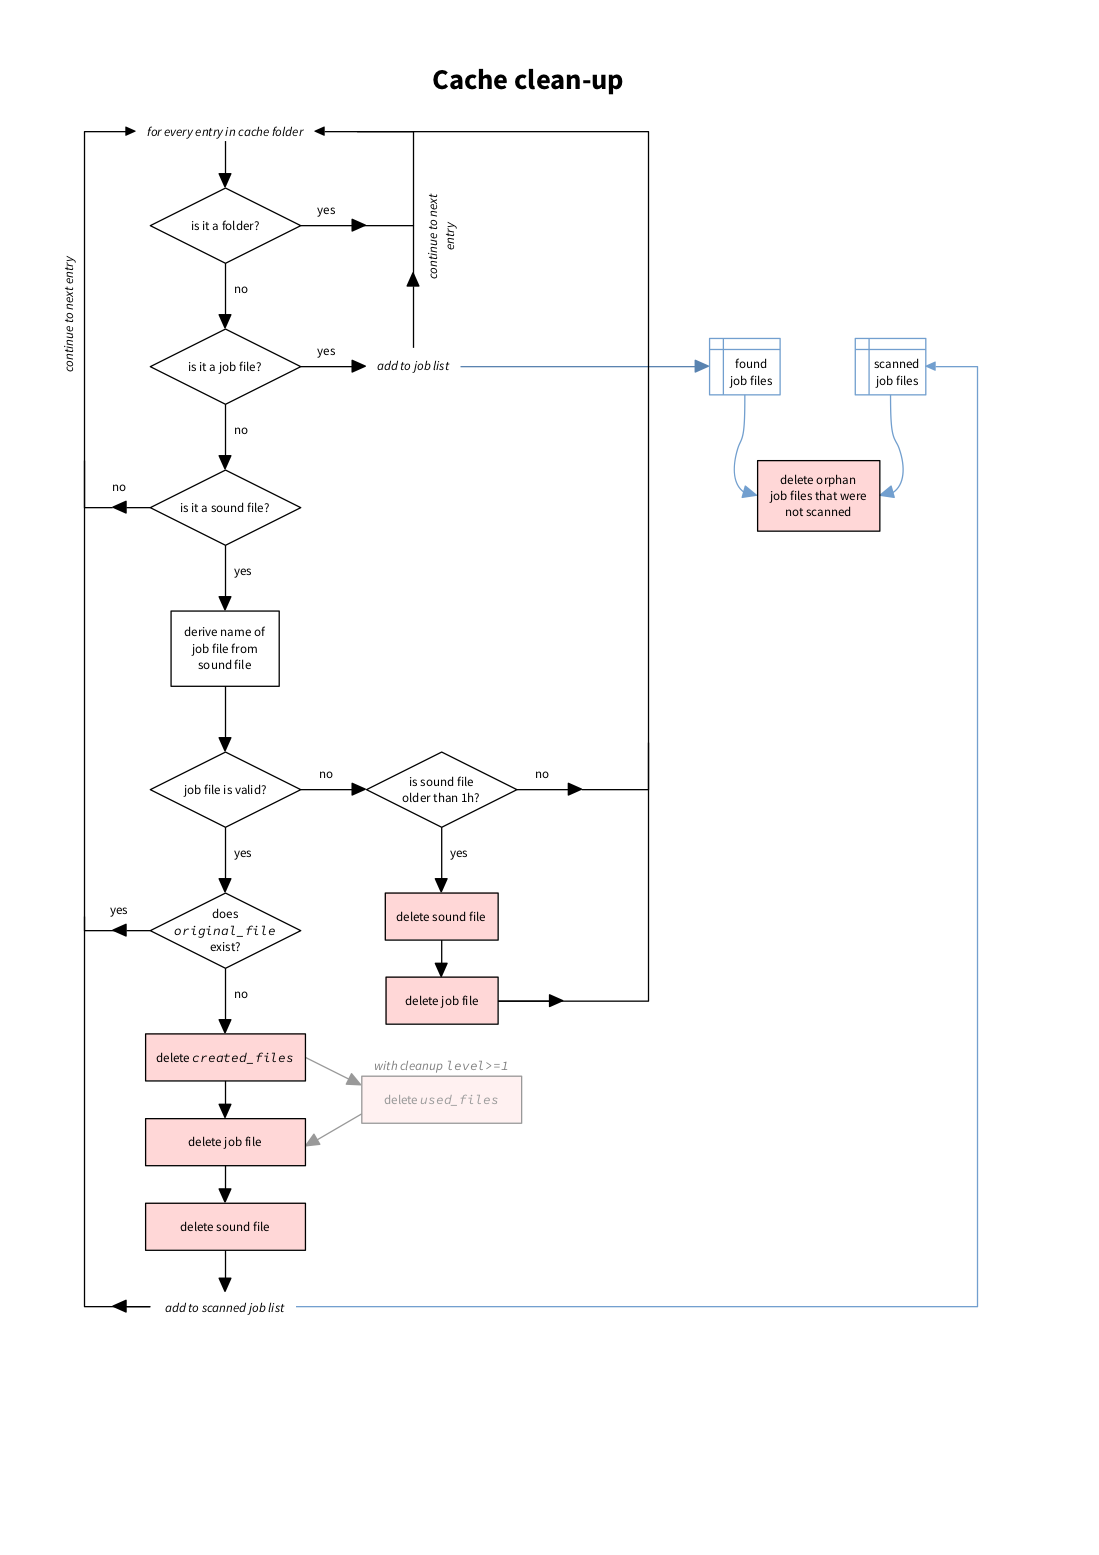 Cache clean-up
for every entry in cache folder
is it a folder?
yes
continue to next
entry
continue to next entry
no
is it a job file?
yes
add to job list
found
job files
scanned
job files
no
delete orphan
job files that were
not scanned
no
is it a sound file?
yes
derive name of
job file from
sound file
job file is valid?
no
is sound file
older than 1h?
no
yes
yes
yes
does
original_file
exist?
delete sound file
no
delete job file
delete created_files
with cleanup level>=1
delete used_files
delete job file
delete sound file
add to scanned job list